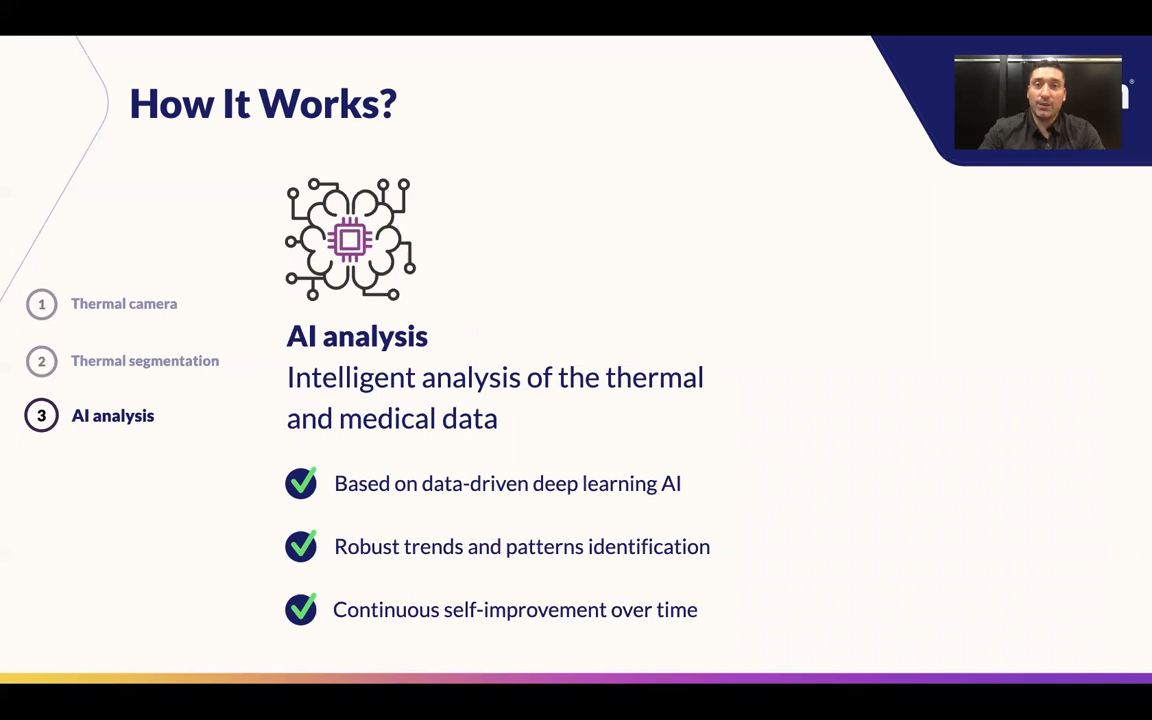 How It Works?
1 Thermal camera
2 Thermal segmentation
3 AI analysis
AI analysis
Intelligent analysis of the thermal
and medical data
Based on data-driven deep learning AI
Robust trends and patterns identification
Continuous self-improvement over time